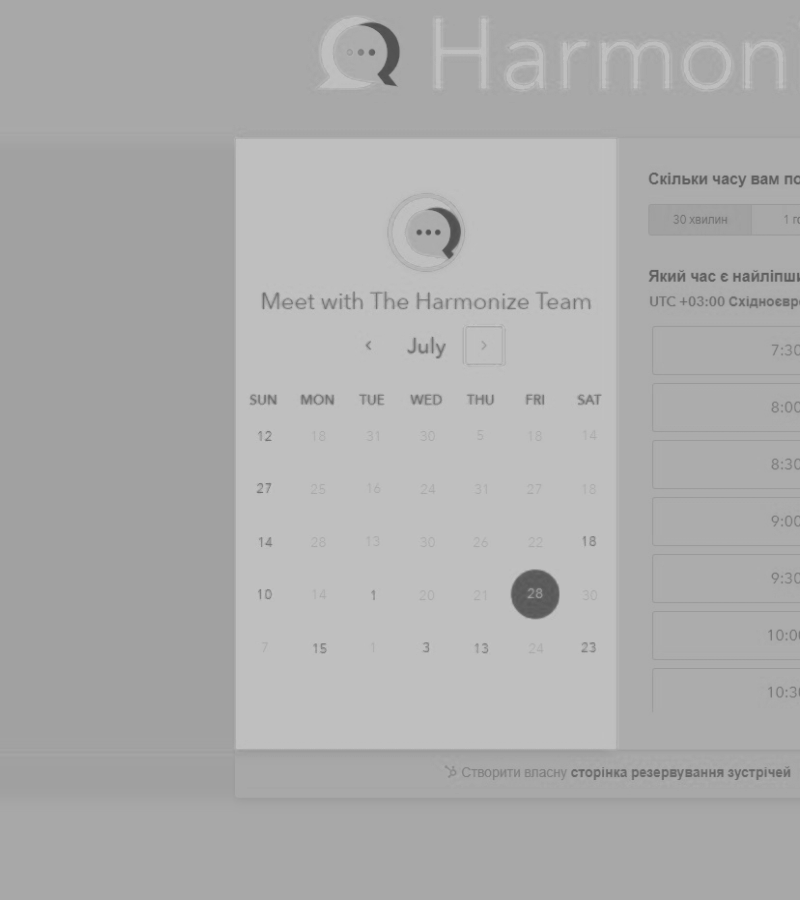 Harmoni
Meet with The Harmonize Team
‹ July ›
SUN MON TUE WED THU FRI SAT
12 18 31 30 5 18 14
27 25 16 24 31 27 18
14 28 13 30 26 22 18
10 14 1 20 21 28 30
7 15 1 3 13 24 23
Скільки часу вам по
30 хвилин 1 го
Який час є найліпши
UTC +03:00 Східноєвро
7:30
8:00
8:30
9:00
9:30
10:00
10:30
Створити власну сторінка резервування зустрічей